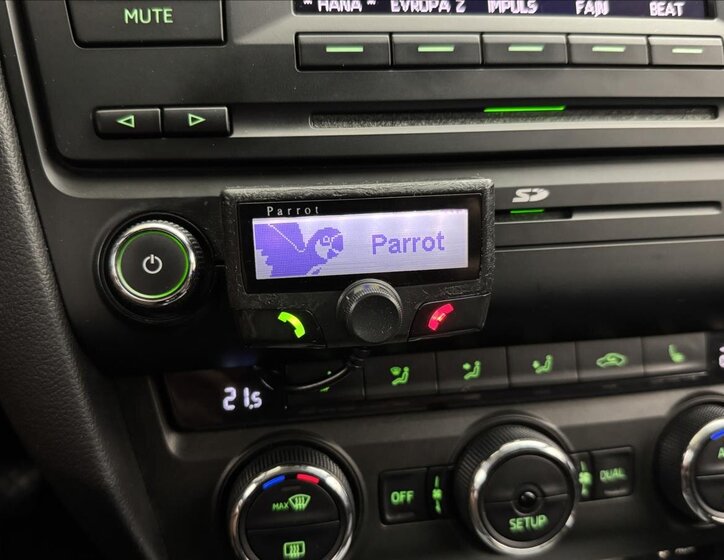 MUTE
" HANA " EVROPA 2 IMPULS FAJN BEAT
SD
Parrot
Parrot
21,5
MAX
OFF
SETUP
DUAL